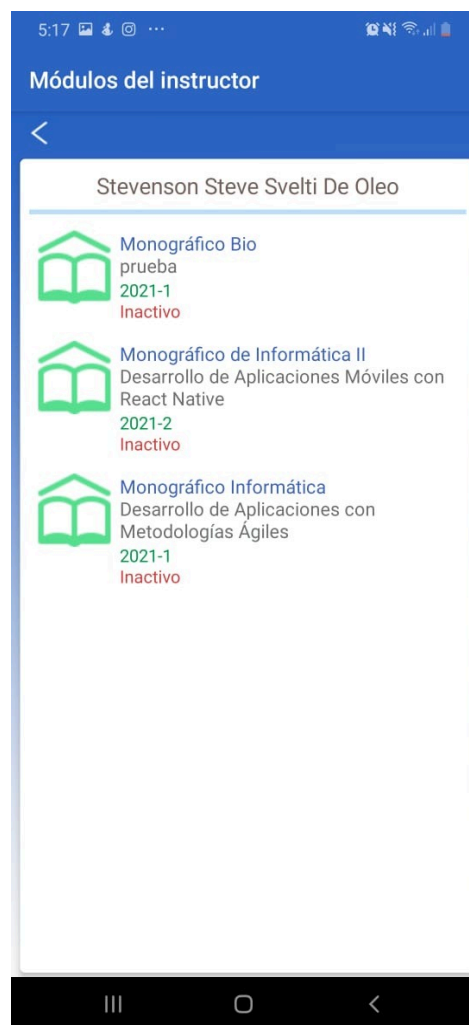 5:17
Módulos del instructor
Stevenson Steve Svelti De Oleo
Monográfico Bio
prueba
2021-1
Inactivo
Monográfico de Informática II
Desarrollo de Aplicaciones Móviles con
React Native
2021-2
Inactivo
Monográfico Informática
Desarrollo de Aplicaciones con
Metodologías Ágiles
2021-1
Inactivo